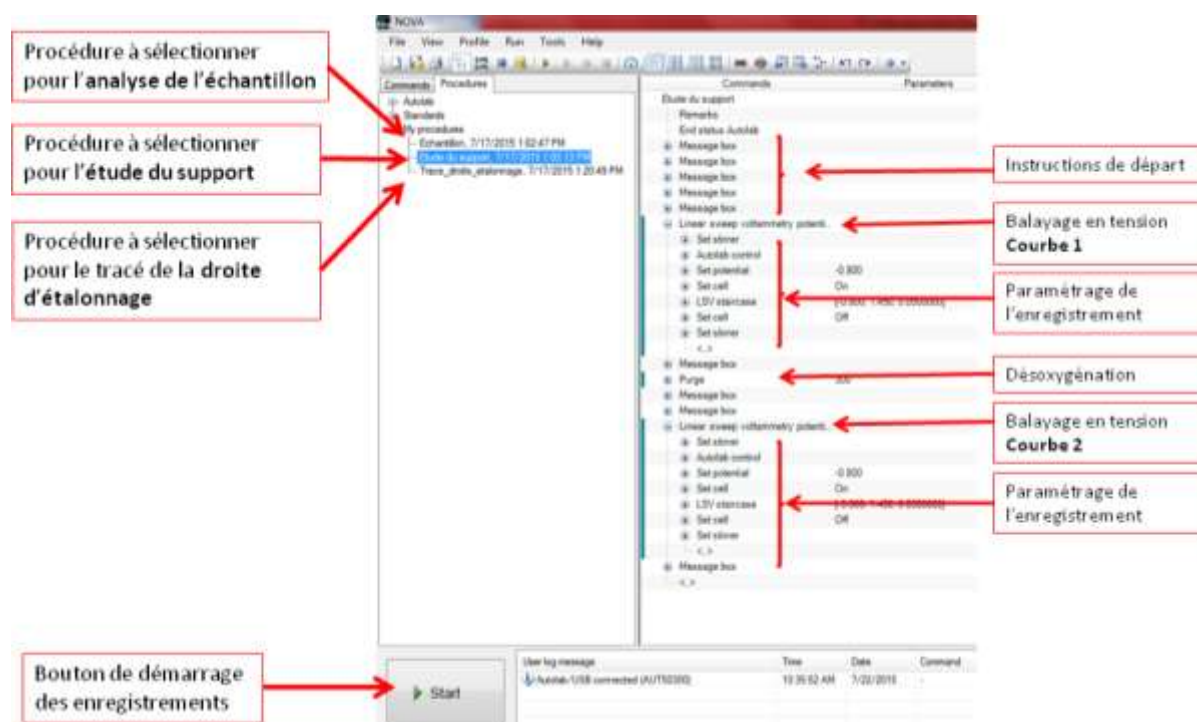 NOVA
File View Profile Run Tools Help
Procédure à sélectionner
pour l'analyse de l'échantillon
Procédure à sélectionner
pour l'étude du support
Procédure à sélectionner
pour le tracé de la droite
d'étalonnage
Bouton de démarrage
des enregistrements
Commands Procedures
Autolab
Standards
My procedures
Echantillon, 7/17/2015 1:02:47 PM
Etude du support, 7/17/2015
Trace_droite_etalonnage, 7/17/2015 1:20:49 PM
Commands Parameters
Etude du support
Remarks
End status Autolab
Message box
Message box
Message box
Message box
Message box
Linear sweep voltammetry potenti...
Set stirrer
Autolab control
Set potential -0.900
Set cell On
LSV staircase
Set cell Off
Set stirrer
<..>
Message box
Purge
Message box
Message box
Linear sweep voltammetry potenti...
Set stirrer
Autolab control
Set potential -0.900
Set cell On
LSV staircase
Set cell Off
Set stirrer
<..>
Message box
<..>
Instructions de départ
Balayage en tension
Courbe 1
Paramétrage de
l'enregistrement
Désoxygénation
Balayage en tension
Courbe 2
Paramétrage de
l'enregistrement
Start
User log message Time Date Command
Autolab USB connected (AUT50300) AM -